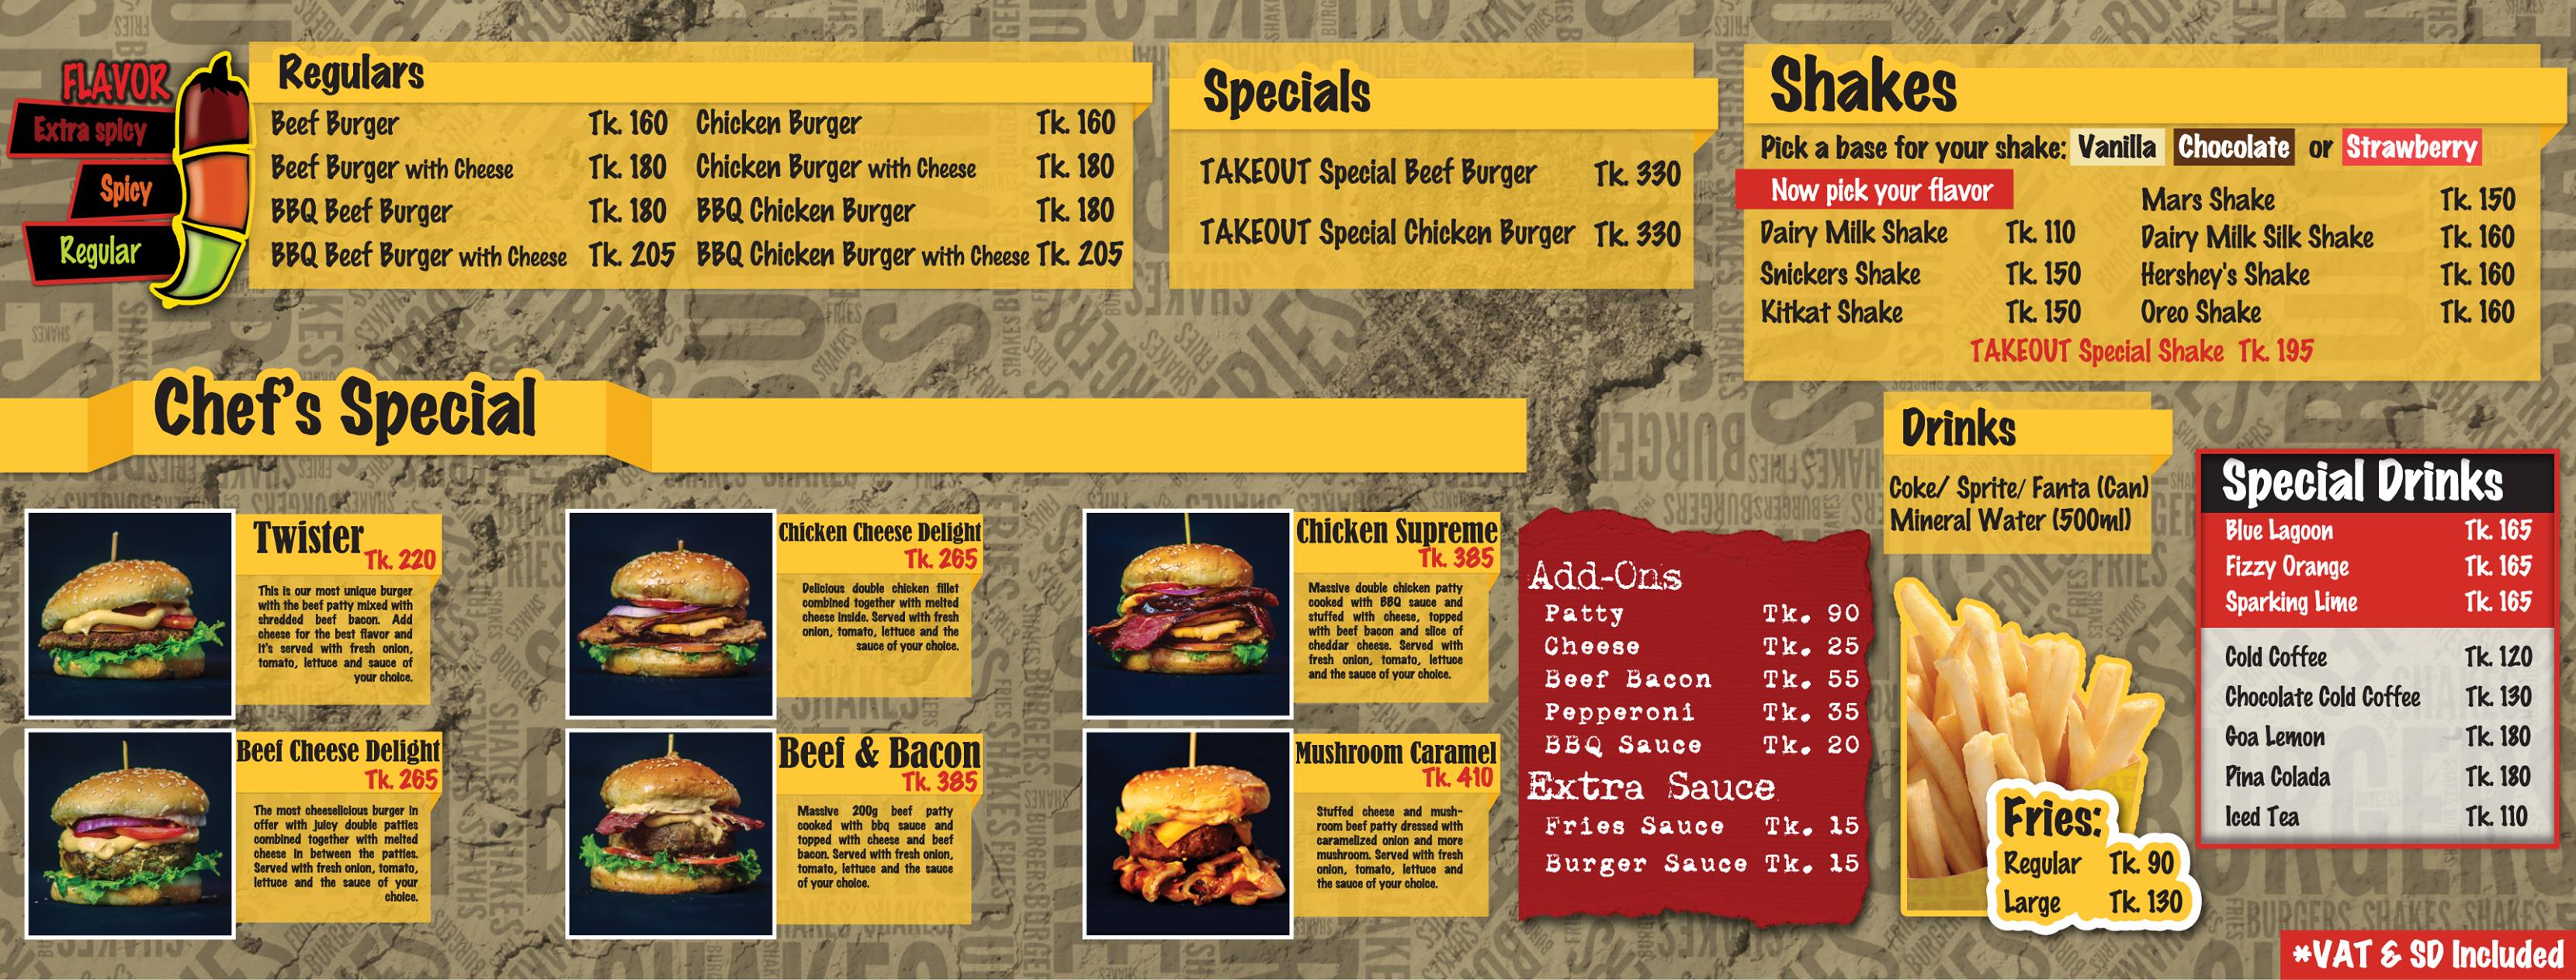 FLAVOR
Extra spicy
Spicy
Regular
Regulars
Beef Burger Tk. 160 Chicken Burger Tk. 160
Beef Burger with Cheese Tk. 180 Chicken Burger with Cheese Tk. 180
BBQ Beef Burger Tk. 180 BBQ Chicken Burger Tk. 180
BBQ Beef Burger with Cheese Tk. 205 BBQ Chicken Burger with Cheese Tk. 205
Specials
TAKEOUT Special Beef Burger Tk. 330
TAKEOUT Special Chicken Burger Tk. 330
Shakes
Pick a base for your shake: Vanilla Chocolate or Strawberry
Now pick your flavor
Dairy Milk Shake Tk. 110
Snickers Shake Tk. 150
Kitkat Shake Tk. 150
Mars Shake Tk. 150
Dairy Milk Silk Shake Tk. 160
Hershey's Shake Tk. 160
Oreo Shake Tk. 160
TAKEOUT Special Shake Tk. 195
Chef's Special
Twister
Tk. 220
This is our most unique burger
with the beef patty mixed with
shredded beef bacon. Add
cheese for the best flavor and
it's served with fresh onion,
tomato, lettuce and sauce of
your choice.
Chicken Cheese Delight
Tk. 265
Delicious double chicken fillet
combined together with melted
cheese inside. Served with fresh
onion, tomato, lettuce and the
sauce of your choice.
Chicken Supreme
Tk. 385
Massive double chicken patty
cooked with BBQ sauce and
stuffed with cheese, topped
with beef bacon and slice of
cheddar cheese. Served with
fresh onion, tomato, lettuce
and the sauce of your choice.
Beef Cheese Delight
Tk. 265
The most cheeselicious burger in
offer with juicy double patties
combined together with melted
cheese in between the patties.
Served with fresh onion, tomato,
lettuce and the sauce of your
choice.
Beef & Bacon
Tk. 385
Massive 200g beef patty
cooked with bbq sauce and
topped with cheese and beef
bacon. Served with fresh onion,
tomato, lettuce and the sauce
of your choice.
Mushroom Caramel
Tk. 410
Stuffed cheese and mush-
room beef patty dressed with
caramelized onion and more
mushroom. Served with fresh
onion, tomato, lettuce and
the sauce of your choice.
Add-Ons
Patty Tk. 90
Cheese Tk. 25
Beef Bacon Tk. 55
Pepperoni Tk. 35
BBQ Sauce Tk. 20
Extra Sauce
Fries Sauce Tk. 15
Burger Sauce Tk. 15
Drinks
Coke/ Sprite/ Fanta (Can)
Mineral Water (500ml)
Fries:
Regular Tk. 90
Large Tk. 130
Special Drinks
Blue Lagoon Tk. 165
Fizzy Orange Tk. 165
Sparking Lime Tk. 165
Cold Coffee Tk. 120
Chocolate Cold Coffee Tk. 130
Goa Lemon Tk. 180
Pina Colada Tk. 180
Iced Tea Tk. 110
*VAT & SD Included